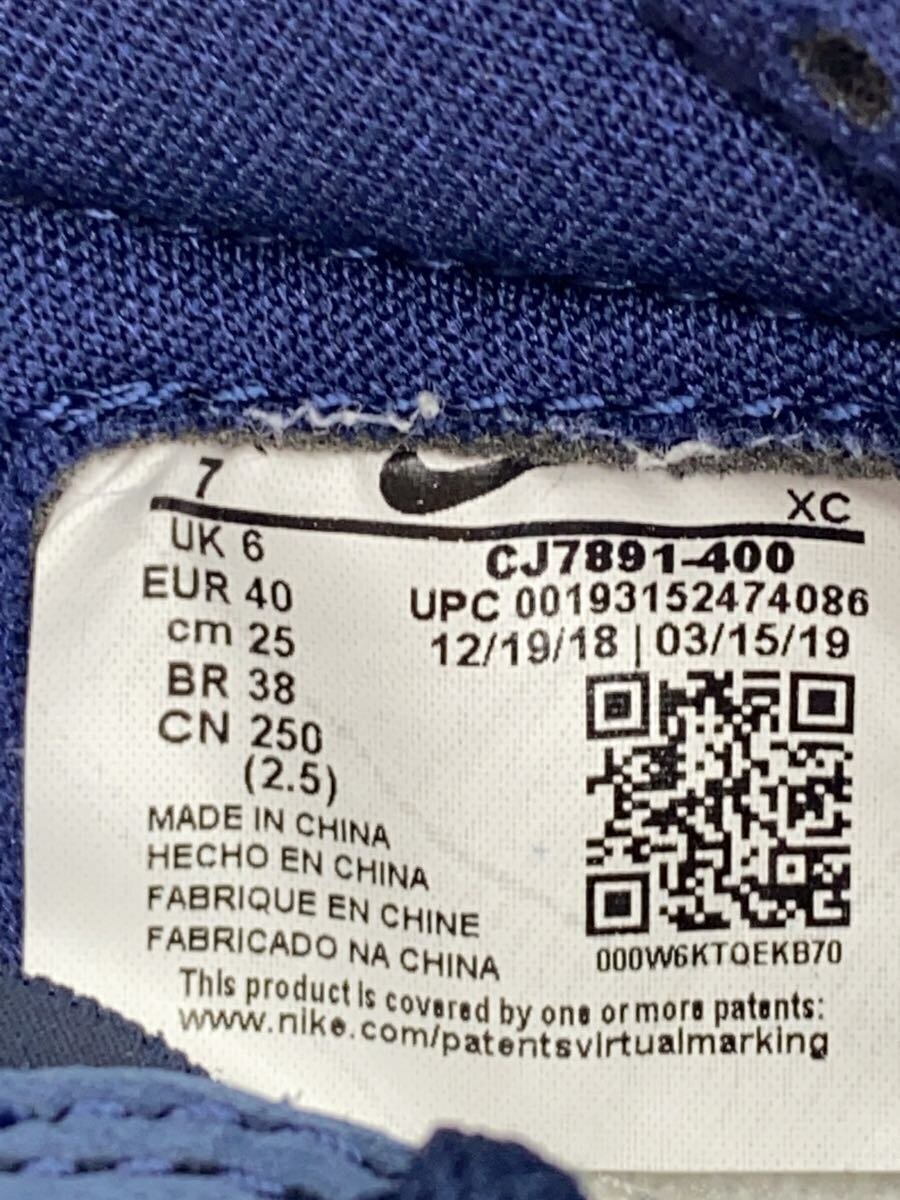 7
XC
UK 6
EUR 40
cm 25
BR 38
CN 250
(2.5)
CJ7891-400
UPC 00193152474086
12/19/18 | 03/15/19
000W6KTQEKB70
MADE IN CHINA
HECHO EN CHINA
FABRIQUE EN CHINE
FABRICADO NA CHINA
This product is covered by one or more patents:
www.nike.com/patentsvirtualmarking